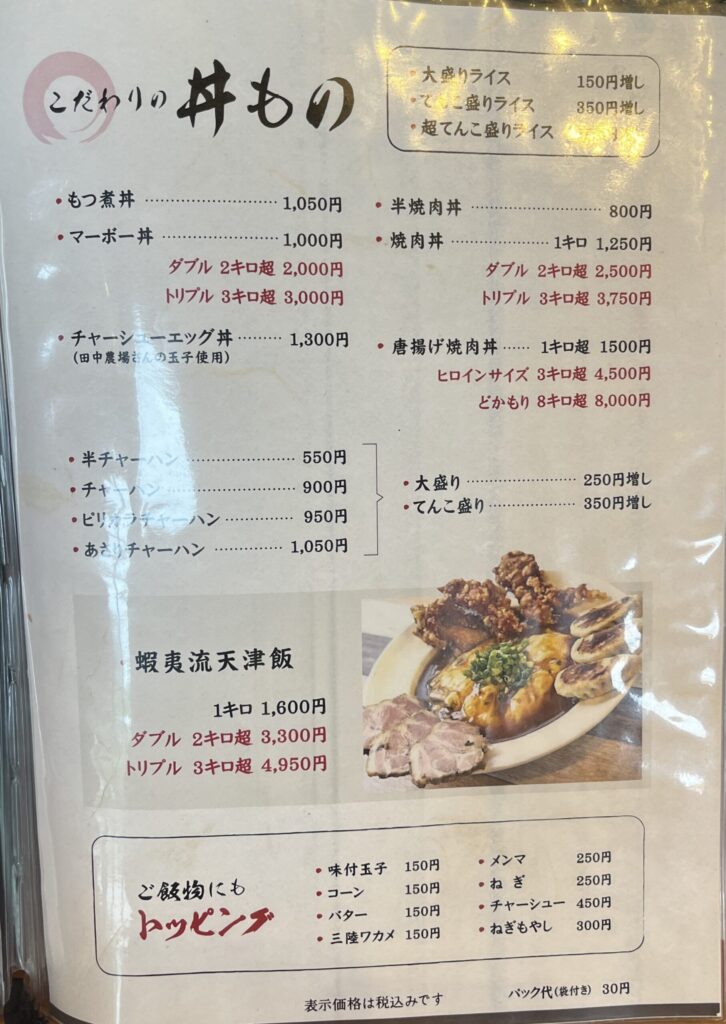 こだわりの 丼もの
・大盛りライス 150円増し
・てんこ盛りライス 350円増し
・超てんこ盛りライス
・もつ煮丼 …… 1,050円
・マーボー丼 …… 1,000円
ダブル 2キロ超 2,000円
トリプル 3キロ超 3,000円
・チャーシューエッグ丼 …… 1,300円
(田中農場さんの玉子使用)
・半焼肉丼 …… 800円
・焼肉丼 …… 1キロ 1,250円
ダブル 2キロ超 2,500円
トリプル 3キロ超 3,750円
・唐揚げ焼肉丼 …… 1キロ超 1500円
ヒロインサイズ 3キロ超 4,500円
どかもり 8キロ超 8,000円
・半チャーハン …… 550円
・チャーハン …… 900円
・ピリカラチャーハン …… 950円
・あさりチャーハン …… 1,050円
・大盛り …… 250円増し
・てんこ盛り …… 350円増し
・蝦夷流天津飯
1キロ 1,600円
ダブル 2キロ超 3,300円
トリプル 3キロ超 4,950円
ご飯物にも
トッピング
・味付玉子 150円
・コーン 150円
・バター 150円
・三陸ワカメ 150円
・メンマ 250円
・ねぎ 250円
・チャーシュー 450円
・ねぎもやし 300円
表示価格は税込みです
パック代(袋付き) 30円